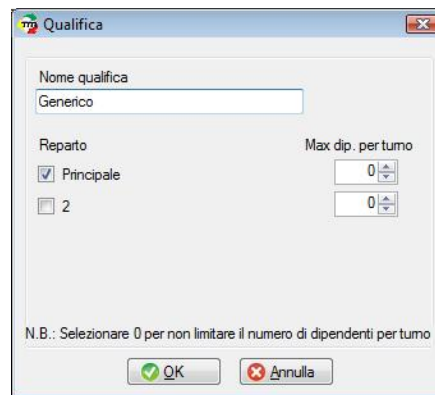 Qualifica
Nome qualifica
Generico
Reparto Max dip. per turno
Principale 0
2 0
N.B.: Selezionare 0 per non limitare il numero di dipendenti per turno
OK Annulla